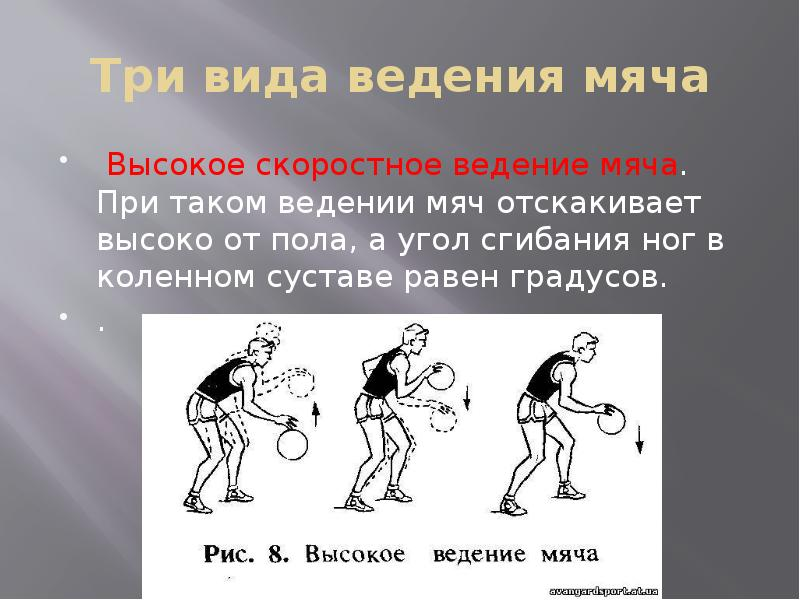 Три вида ведения мяча
Высокое скоростное ведение мяча.
При таком ведении мяч отскакивает
высоко от пола, а угол сгибания ног в
коленном суставе равен градусов.
.
Рис. 8. Высокое ведение мяча
avangardsport.at.ua